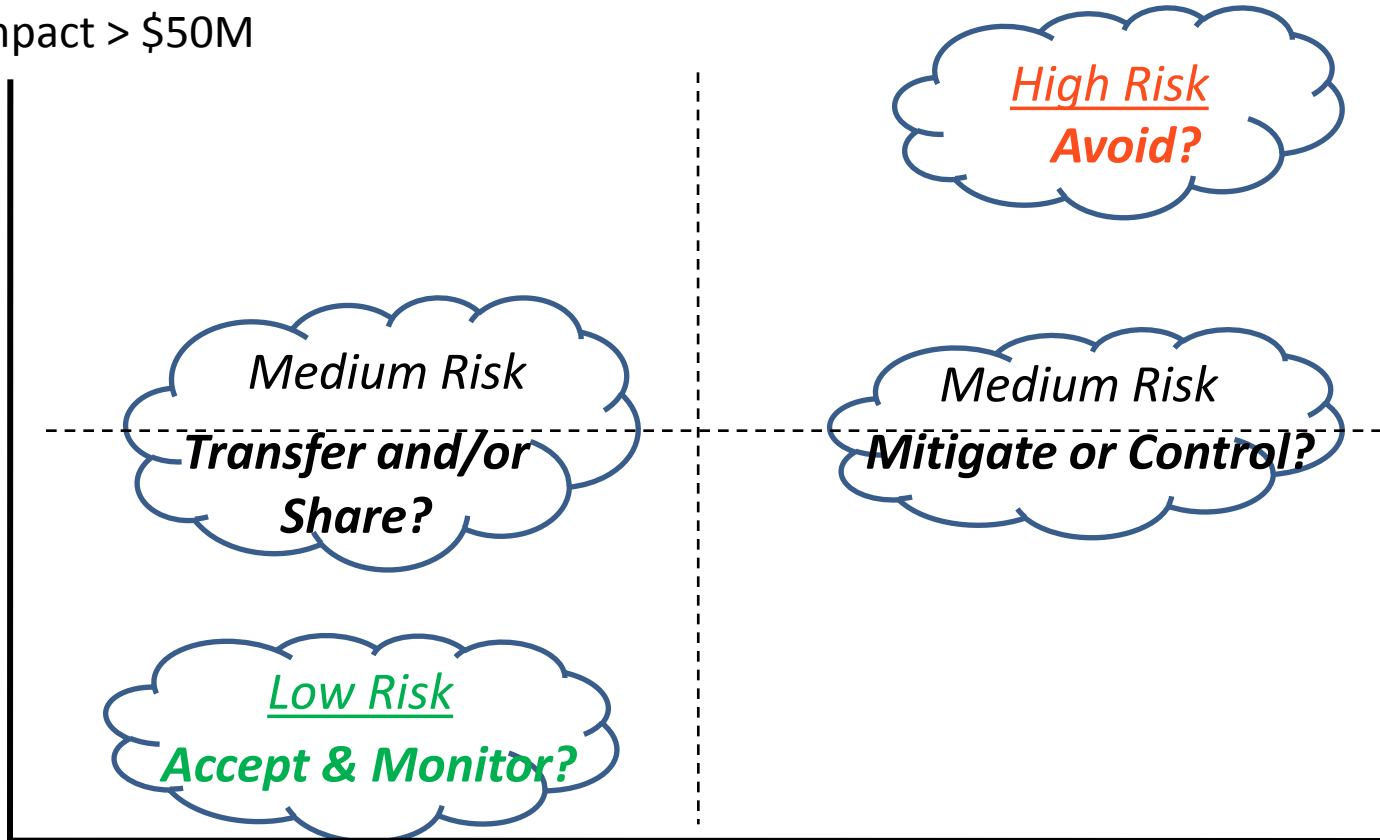 mpact > $50M
High Risk
Avoid?
Medium Risk
Transfer and/or
Share?
Medium Risk
Mitigate or Control?
Low Risk
Accept & Monitor?